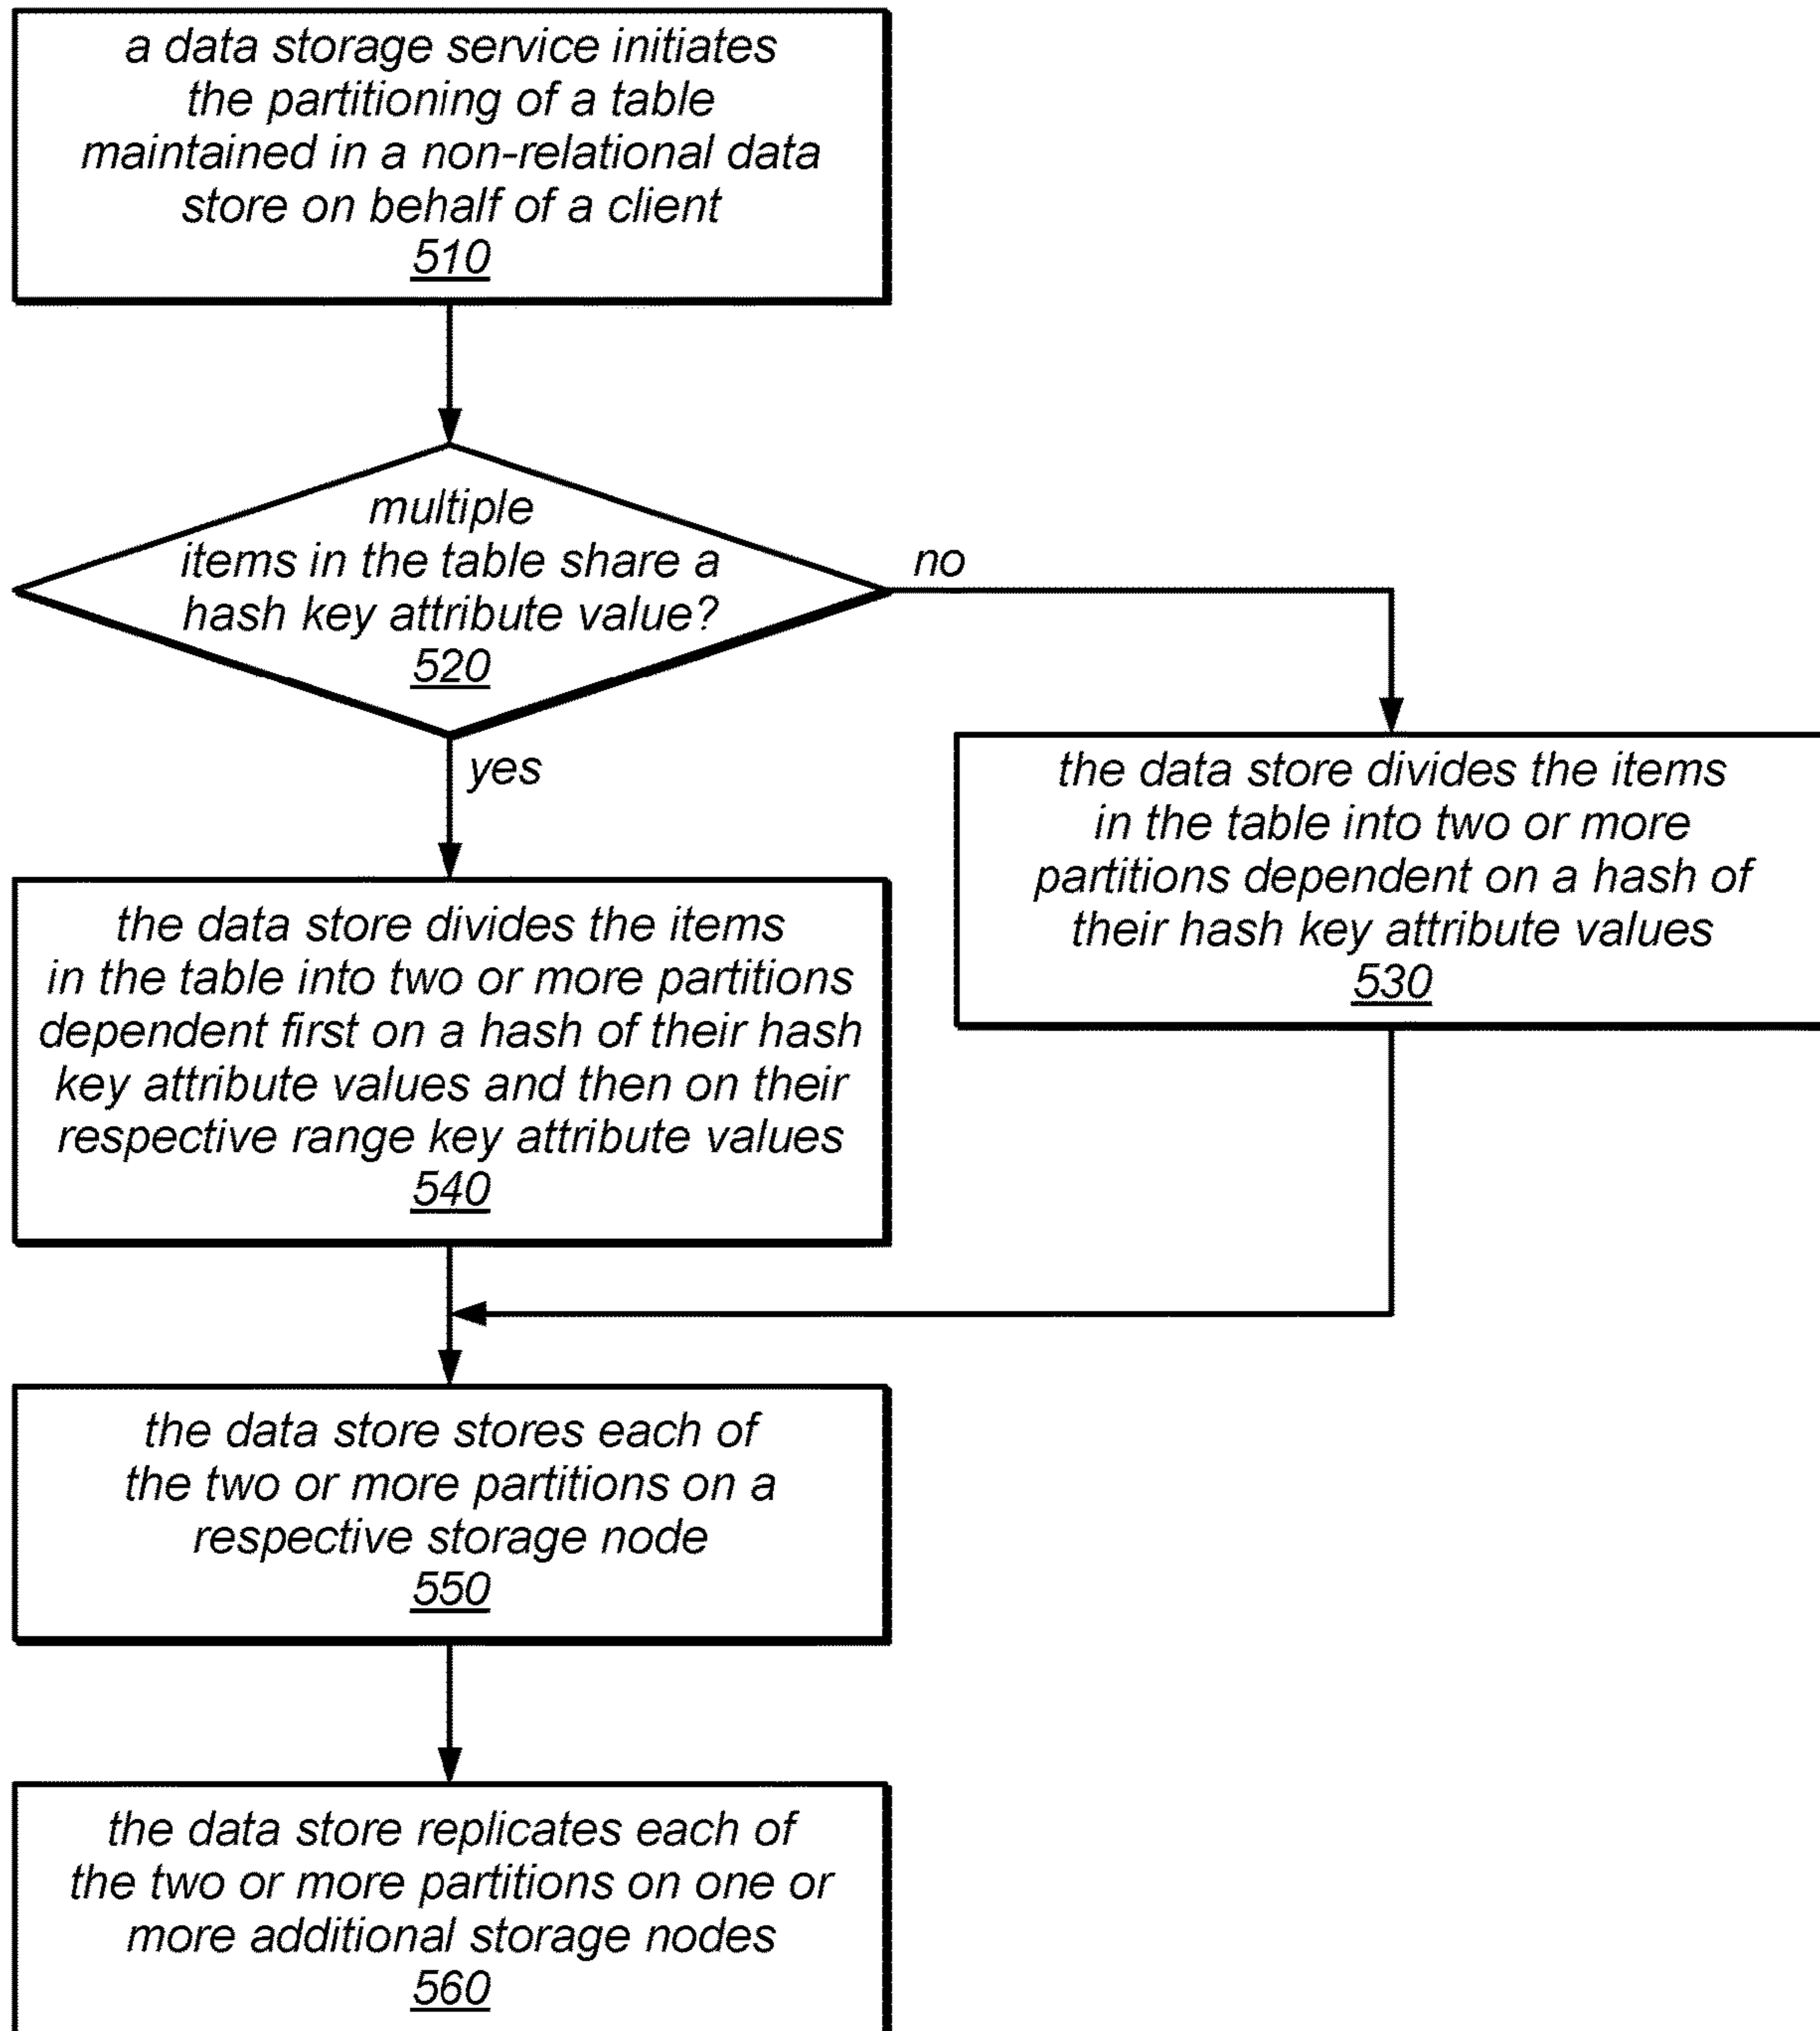 a data storage service initiates
the partitioning of a table
maintained in a non-relational data
store on behalf of a client
510
multiple
items in the table share a
hash key attribute value?
520
no
yes
the data store divides the items
in the table into two or more
partitions dependent on a hash of
their hash key attribute values
530
the data store divides the items
in the table into two or more partitions
dependent first on a hash of their hash
key attribute values and then on their
respective range key attribute values
540
the data store stores each of
the two or more partitions on a
respective storage node
550
the data store replicates each of
the two or more partitions on one or
more additional storage nodes
560